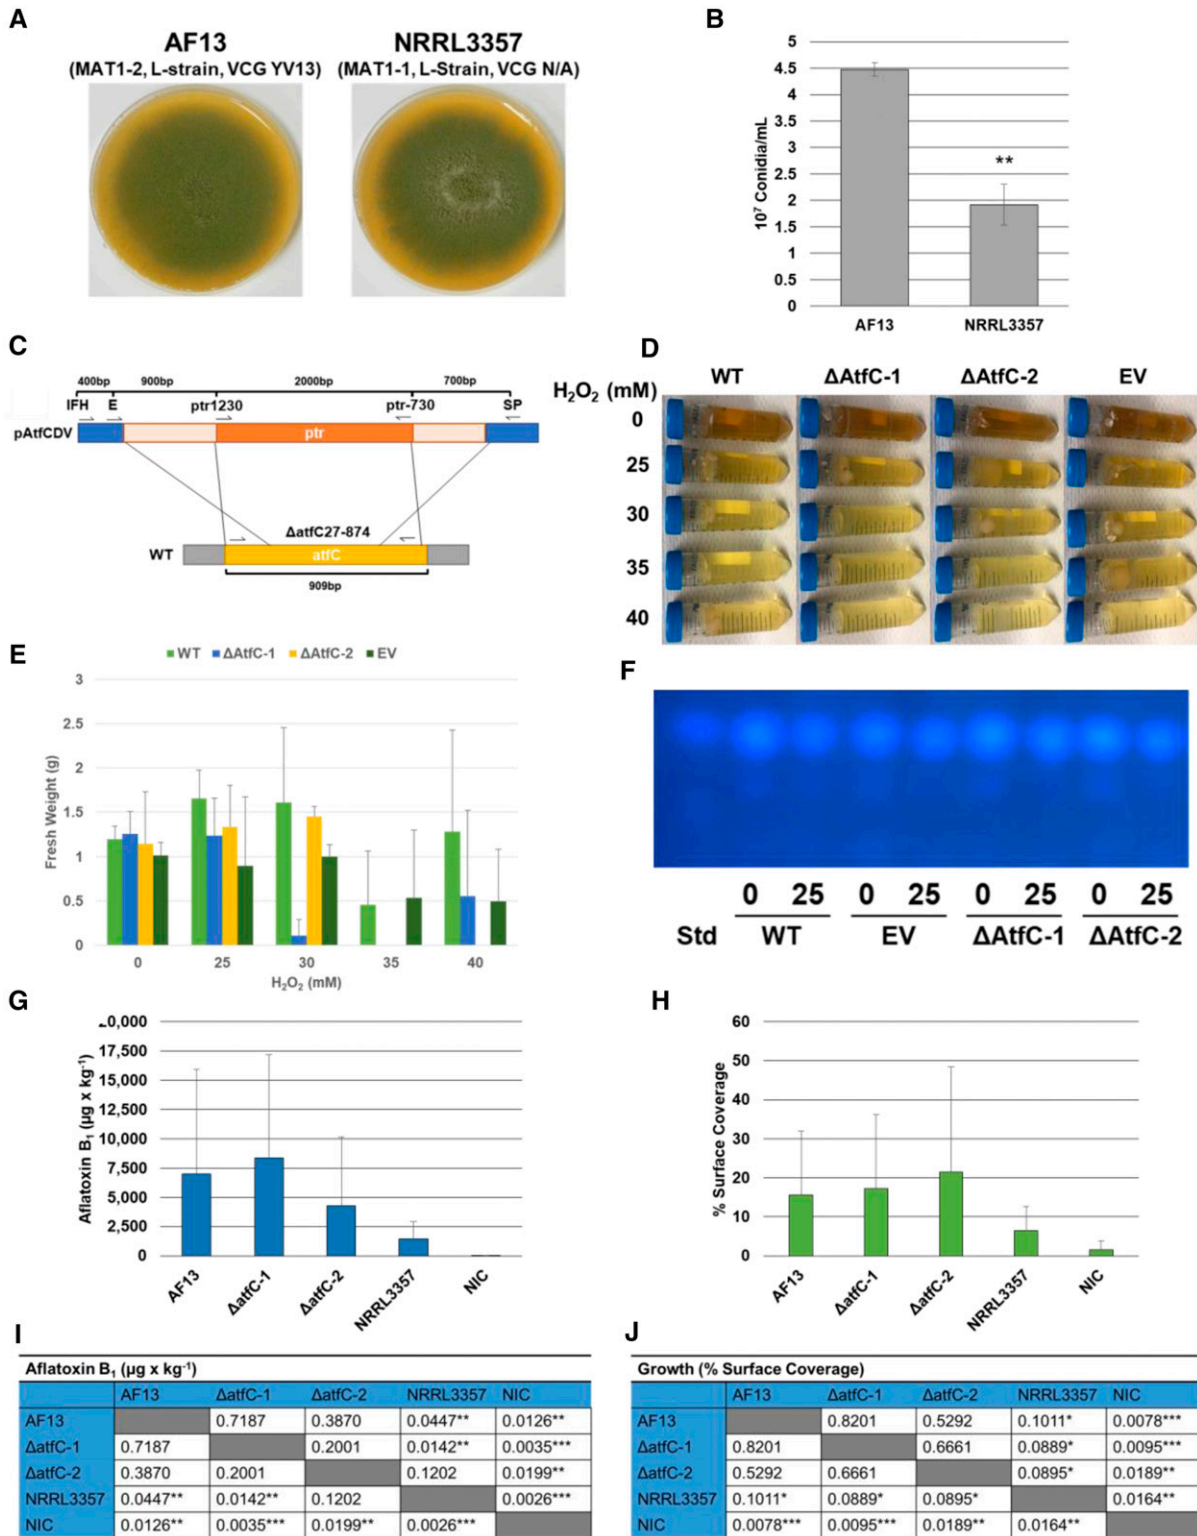 A
AF13
(MAT1-2, L-strain, VCG YV13)
NRRL3357
(MAT1-1, L-Strain, VCG N/A)
B
5
4.5
4
3.5
3
2.5
2
1.5
1
0.5
0
10⁷ Conidia/mL
**
AF13
NRRL3357
C
400bp 900bp 2000bp 700bp
IFH E ptr1230 ptr-730 SP
pAtfCDV
ptr
ΔatfC27-874
WT
atfC
909bp
D
WT ΔAtfC-1 ΔAtfC-2 EV
H₂O₂ (mM)
0
25
30
35
40
E
WT ΔAtfC-1 ΔAtfC-2 EV
3
2.5
2
1.5
1
0.5
0
Fresh Weight (g)
0 25 30 35 40
H₂O₂ (mM)
F
0 25 0 25 0 25 0 25
Std WT EV ΔAtfC-1 ΔAtfC-2
G
0,000
17,500
15,000
12,500
10,000
7,500
5,000
2,500
0
Aflatoxin B₁ (µg x kg⁻¹)
AF13 ΔatfC-1 ΔatfC-2 NRRL3357 NIC
H
60
50
40
30
20
10
0
% Surface Coverage
AF13 ΔatfC-1 ΔatfC-2 NRRL3357 NIC
I
Aflatoxin B₁ (µg x kg⁻¹)
AF13 ΔatfC-1 ΔatfC-2 NRRL3357 NIC
AF13 0.7187 0.3870 0.0447** 0.0126**
ΔatfC-1 0.7187 0.2001 0.0142** 0.0035***
ΔatfC-2 0.3870 0.2001 0.1202 0.0199**
NRRL3357 0.0447** 0.0142** 0.1202 0.0026***
NIC 0.0126** 0.0035*** 0.0199** 0.0026***
J
Growth (% Surface Coverage)
AF13 ΔatfC-1 ΔatfC-2 NRRL3357 NIC
AF13 0.8201 0.5292 0.1011* 0.0078***
ΔatfC-1 0.8201 0.6661 0.0889* 0.0095***
ΔatfC-2 0.5292 0.6661 0.0895* 0.0189**
NRRL3357 0.1011* 0.0889* 0.0895* 0.0164**
NIC 0.0078*** 0.0095*** 0.0189** 0.0164**